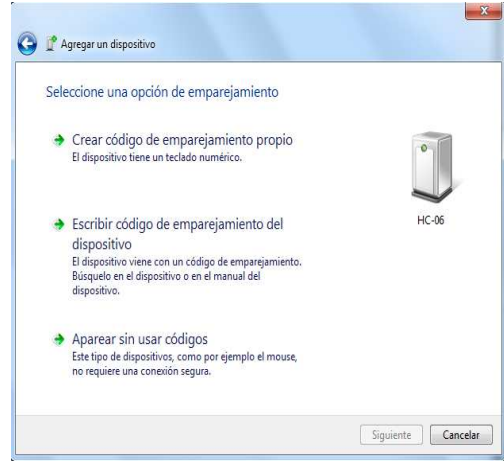 Agregar un dispositivo
Seleccione una opción de emparejamiento
Crear código de emparejamiento propio
El dispositivo tiene un teclado numérico.
Escribir código de emparejamiento del
dispositivo
El dispositivo viene con un código de emparejamiento.
Búsquelo en el dispositivo o en el manual del
dispositivo.
HC-06
Aparear sin usar códigos
Este tipo de dispositivos, como por ejemplo el mouse,
no requiere una conexión segura.
Siguiente
Cancelar